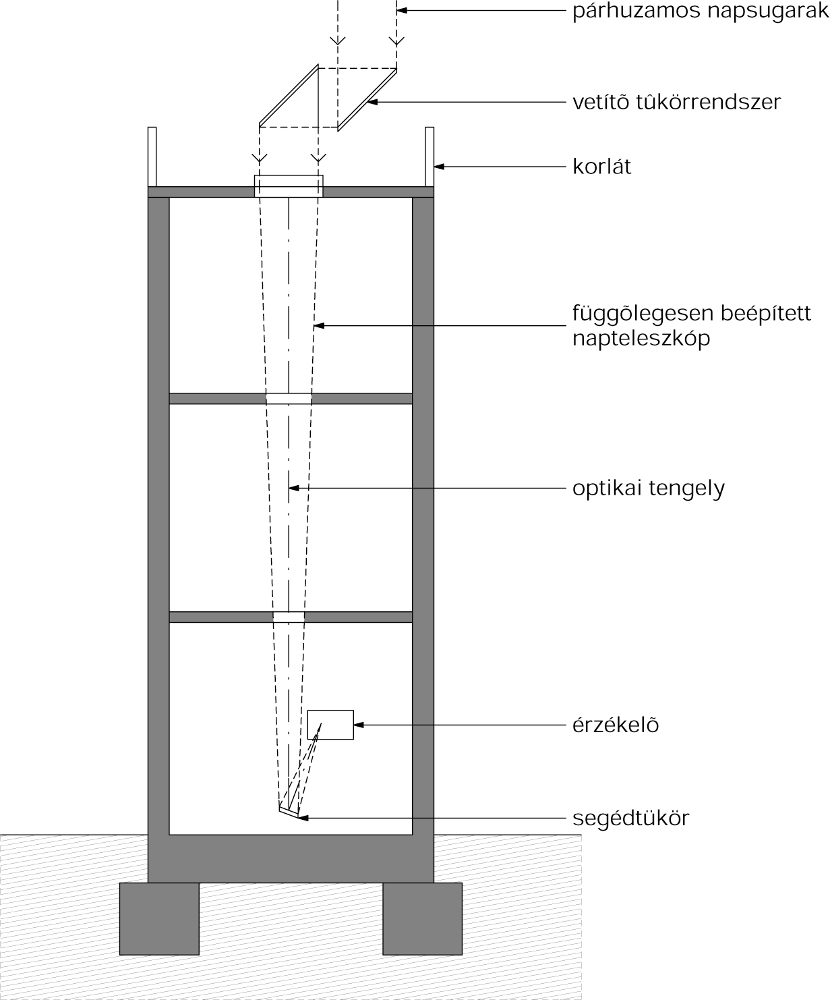 párhuzamos napsugarak
vetítõ tûkörrendszer
korlát
függõlegesen beépített
napteleszkóp
optikai tengely
érzékelõ
segédtükör